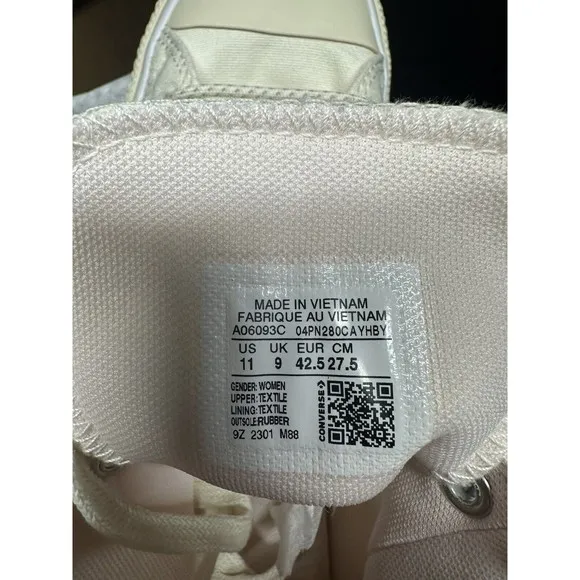 MADE IN VIETNAM
FABRIQUE AU VIETNAM
A06093C 04PN280CAYHBY
US UK EUR CM
11 9 42.5 27.5
GENDER: WOMEN
UPPER: TEXTILE
LINING: TEXTILE
OUTSOLE: RUBBER
9Z 2301 M88
CONVERSE